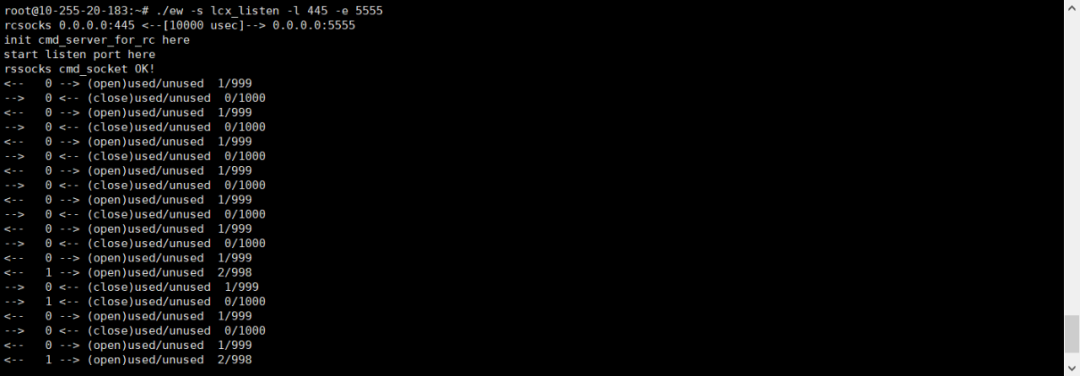 root@10-255-20-183:~# ./ew -s lcx_listen -l 445 -e 5555
rcsocks 0.0.0.0:445 <--[10000 usec]--> 0.0.0.0:5555
init cmd_server_for_rc here
start listen port here
rssocks cmd_socket OK!
<--   0 --> (open)used/unused  1/999
-->   0 <-- (close)used/unused  0/1000
<--   0 --> (open)used/unused  1/999
-->   0 <-- (close)used/unused  0/1000
<--   0 --> (open)used/unused  1/999
-->   0 <-- (close)used/unused  0/1000
<--   0 --> (open)used/unused  1/999
-->   0 <-- (close)used/unused  0/1000
<--   0 --> (open)used/unused  1/999
-->   0 <-- (close)used/unused  0/1000
<--   0 --> (open)used/unused  1/999
-->   0 <-- (close)used/unused  0/1000
<--   0 --> (open)used/unused  1/999
<--   1 --> (open)used/unused  2/998
-->   0 <-- (close)used/unused  1/999
-->   1 <-- (close)used/unused  0/1000
<--   0 --> (open)used/unused  1/999
-->   0 <-- (close)used/unused  0/1000
<--   0 --> (open)used/unused  1/999
<--   1 --> (open)used/unused  2/998